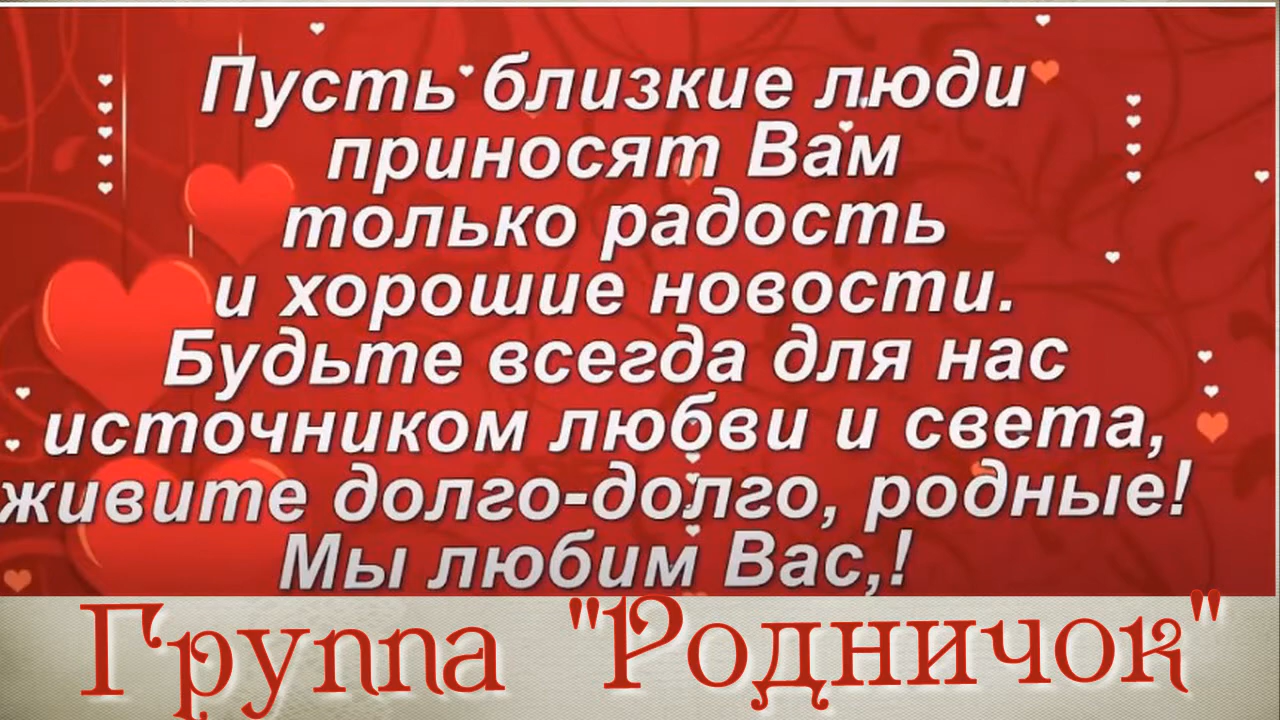 Пусть близкие люди
приносят Вам
только радость
и хорошие новости.
Будьте всегда для нас
источником любви и света,
живите долго-долго, родные!
Мы любим Вас,!
Группа "Родничок"